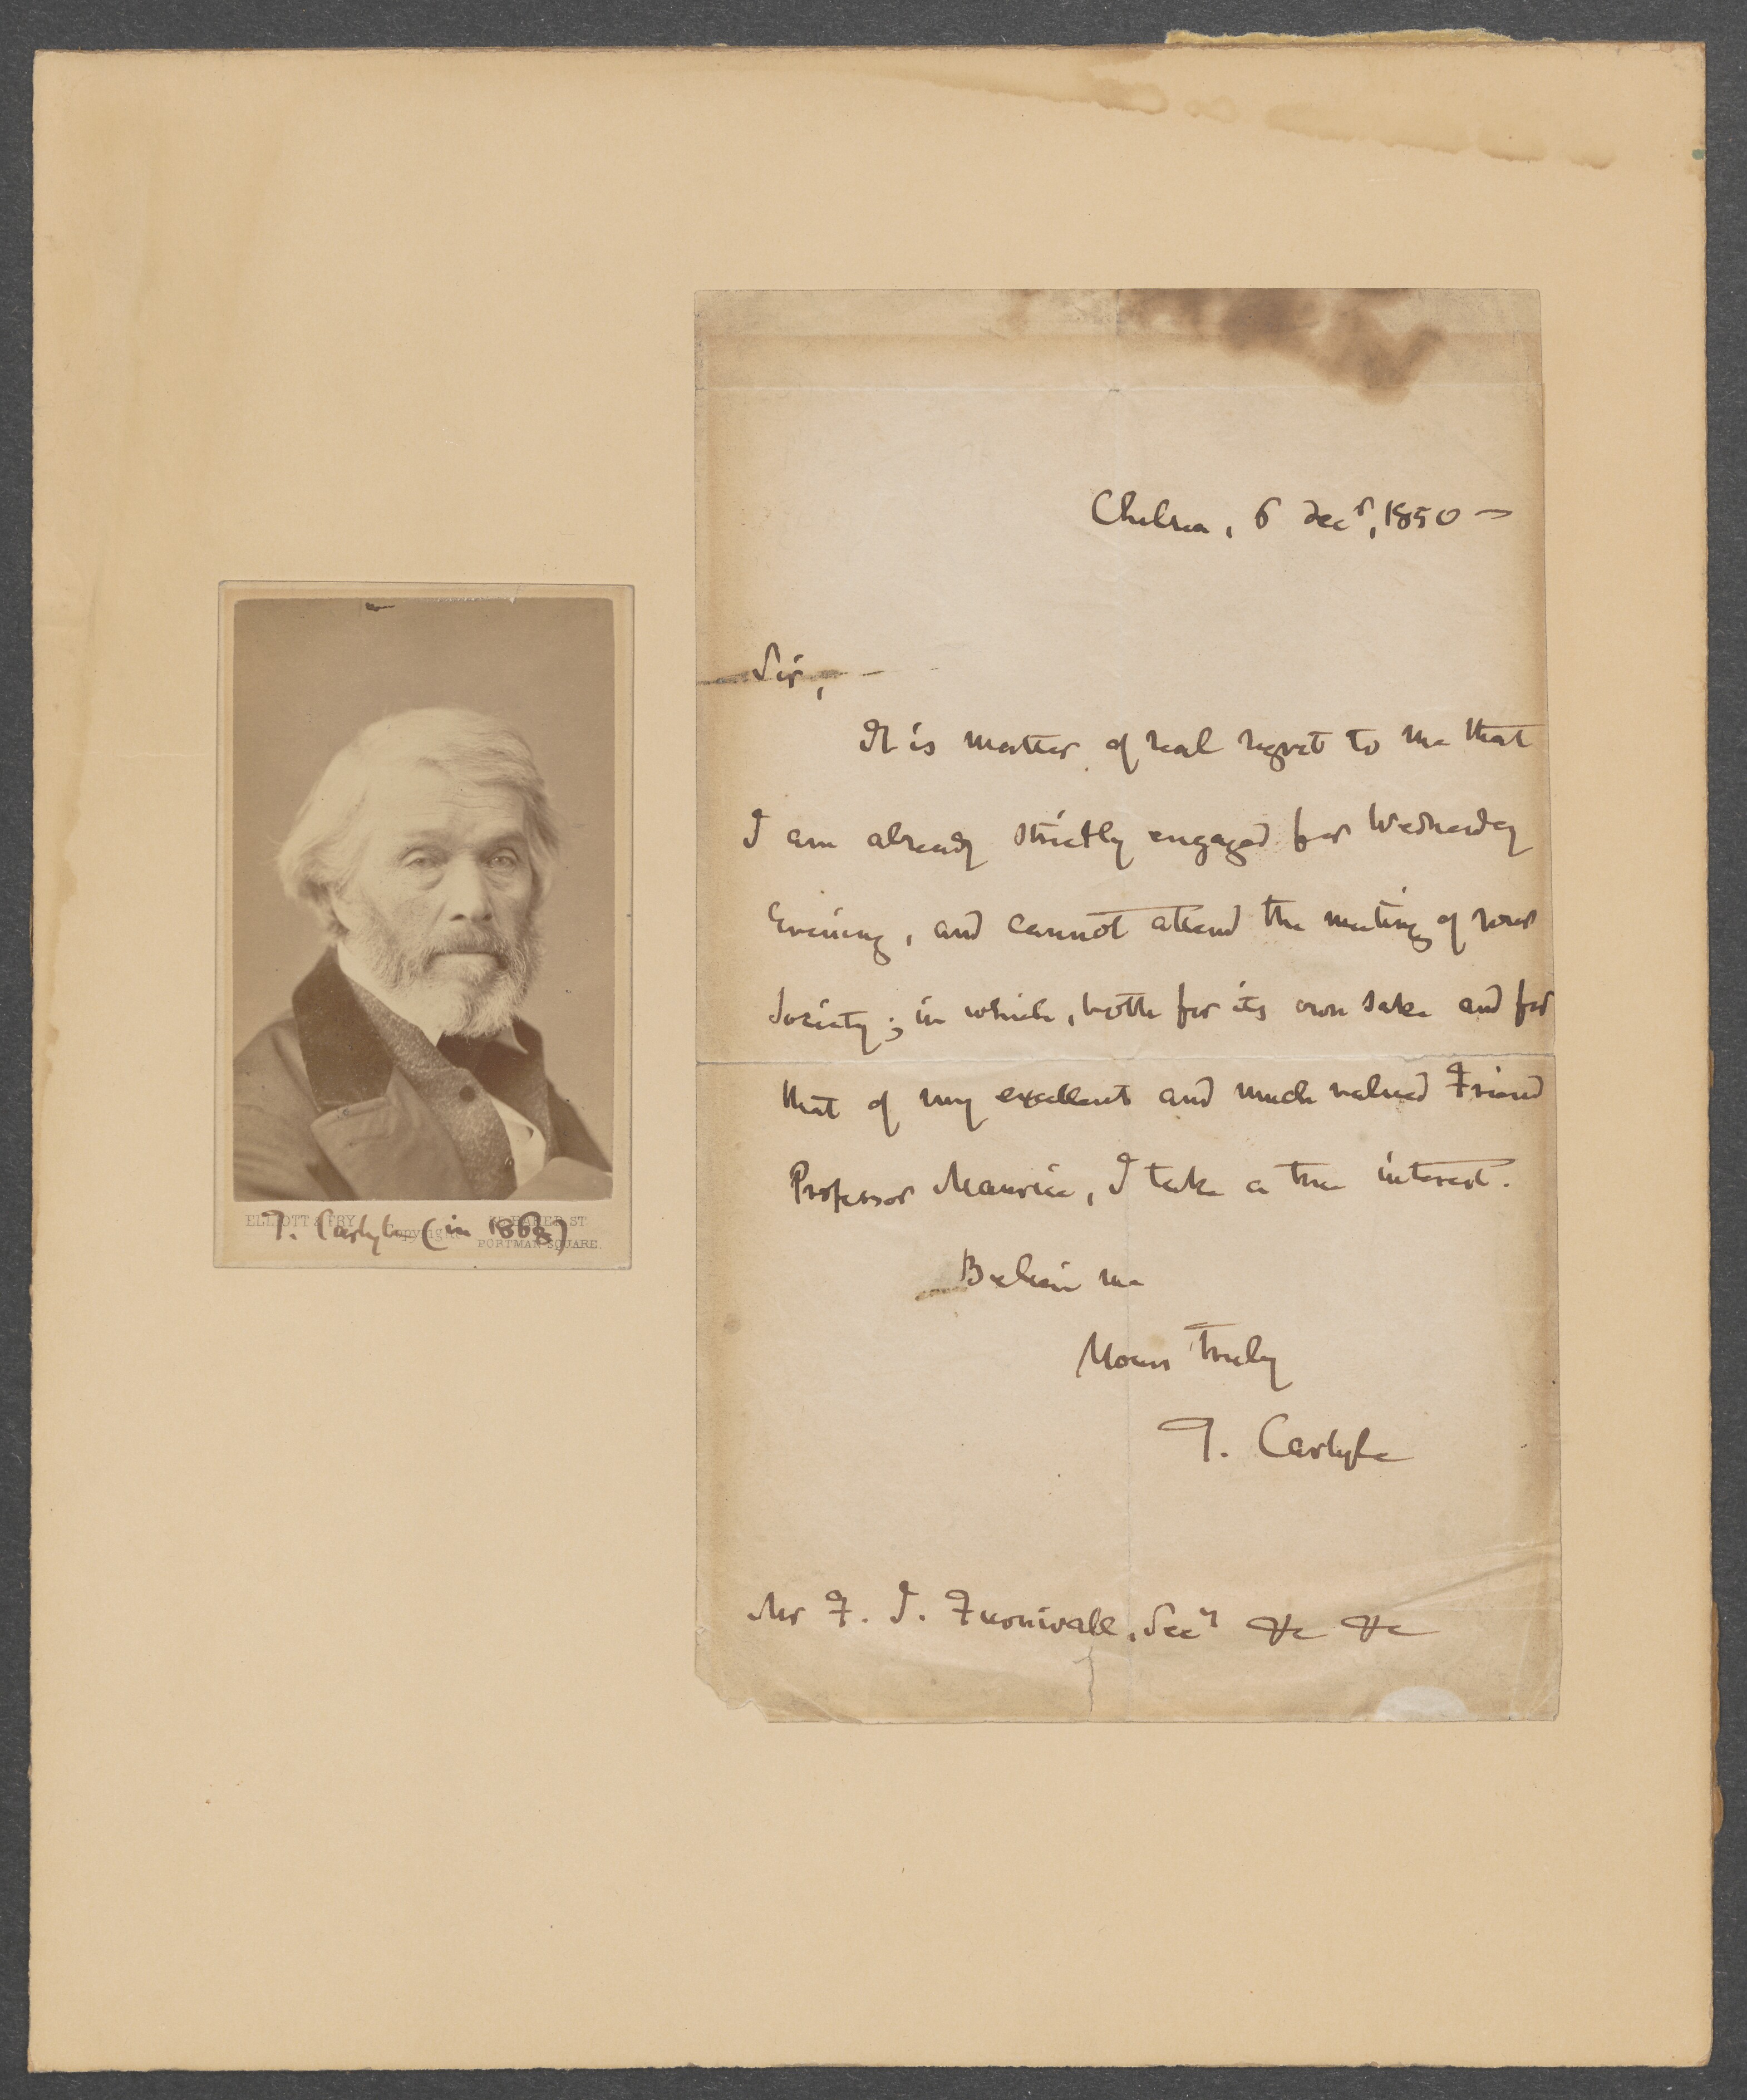 Chelsea, 6 Decr, 1850 —
Sir, —
It is matter of real regret to me that
I am already strictly engaged for Wednesday
Evening, and cannot attend the meeting of your
Society; in which, both for its own sake and for
that of my excellent and much valued Friend
Professor Maurice, I take a true interest.
Believe me
Yours truly
T. Carlyle
Mr F. J. Furnivall, Secy &c &c
ELLIOTT & FRY
Copyright
BAKER ST
PORTMAN SQUARE.
T. Carlyle (in 1868)